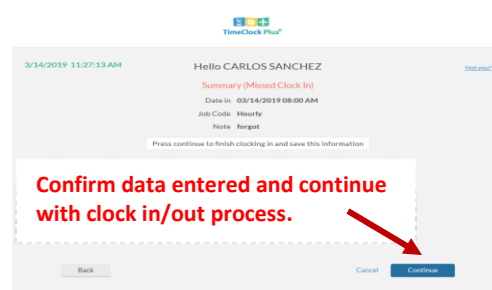 TimeClock Plus®
3/14/2019 11:27:13 AM
Hello CARLOS SANCHEZ
Not you?
Summary (Missed Clock In)
Date in 03/14/2019 08:00 AM
Job Code Hourly
Note forgot
Press continue to finish clocking in and save this information
Confirm data entered and continue
with clock in/out process.
Back
Cancel
Continue